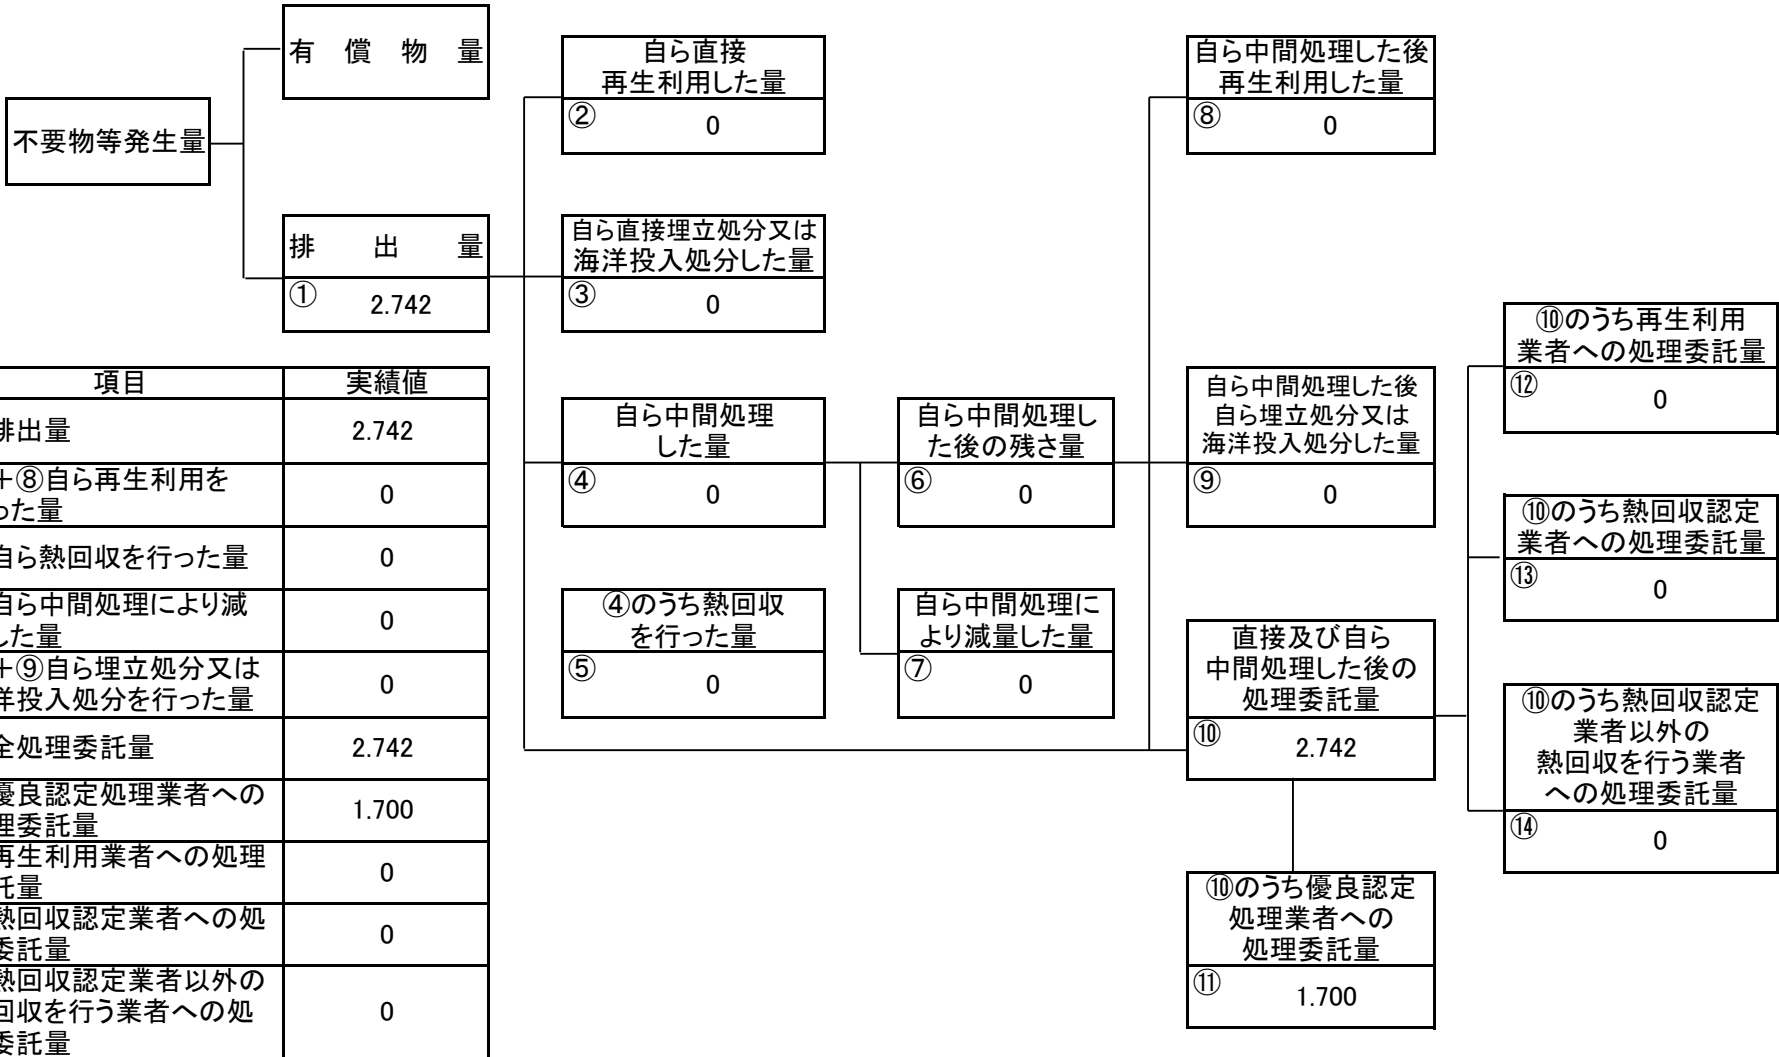 有償物量
不要物等発生量
排出量
① 2.742
自ら直接
再生利用した量
② 0
自ら直接埋立処分又は
海洋投入処分した量
③ 0
自ら中間処理
した量
④ 0
④のうち熱回収
を行った量
⑤ 0
自ら中間処理し
た後の残さ量
⑥ 0
自ら中間処理に
より減量した量
⑦ 0
自ら中間処理した後
再生利用した量
⑧ 0
自ら中間処理した後
自ら埋立処分又は
海洋投入処分した量
⑨ 0
直接及び自ら
中間処理した後の
処理委託量
⑩ 2.742
⑩のうち優良認定
処理業者への
処理委託量
⑪ 1.700
⑩のうち再生利用
業者への処理委託量
⑫ 0
⑩のうち熱回収認定
業者への処理委託量
⑬ 0
⑩のうち熱回収認定
業者以外の
熱回収を行う業者
への処理委託量
⑭ 0
項目 実績値
排出量 2.742
+⑧自ら再生利用を
った量 0
自ら熱回収を行った量 0
自ら中間処理により減
した量 0
+⑨自ら埋立処分又は
洋投入処分を行った量 0
全処理委託量 2.742
優良認定処理業者への
理委託量 1.700
再生利用業者への処理
託量 0
熱回収認定業者への処
委託量 0
熱回収認定業者以外の
回収を行う業者への処
委託量 0